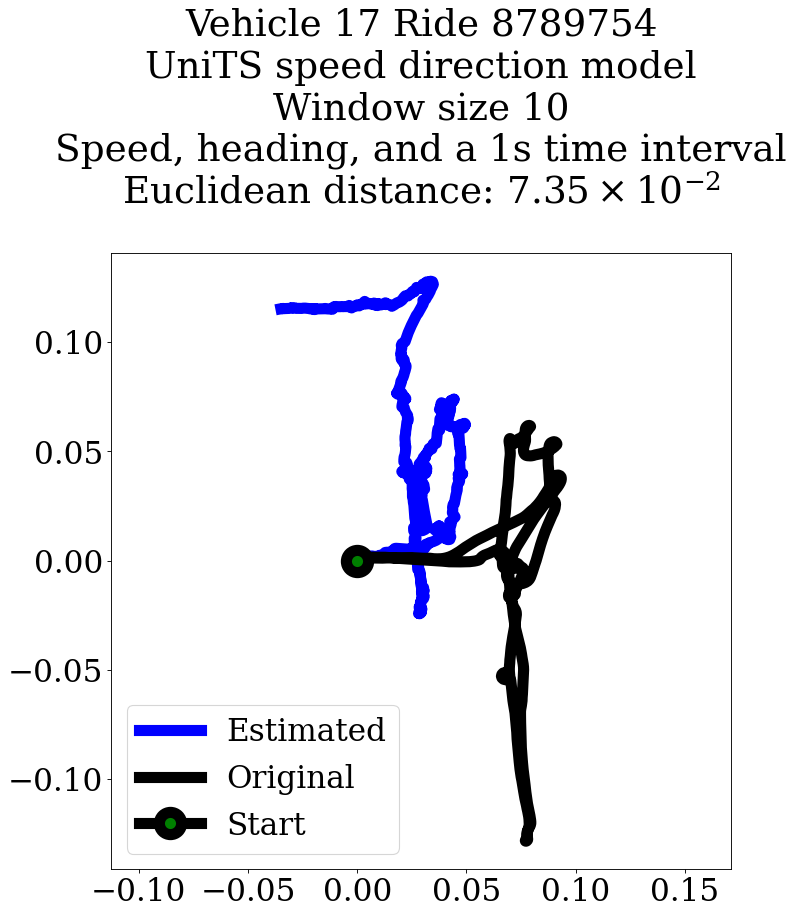 Vehicle 17 Ride 8789754
UniTS speed direction model
Window size 10
Speed, heading, and a 1s time interval
Euclidean distance: 7.35 × 10⁻²
0.10
0.05
0.00
−0.05
−0.10
Estimated
Original
Start
−0.10 −0.05 0.00 0.05 0.10 0.15